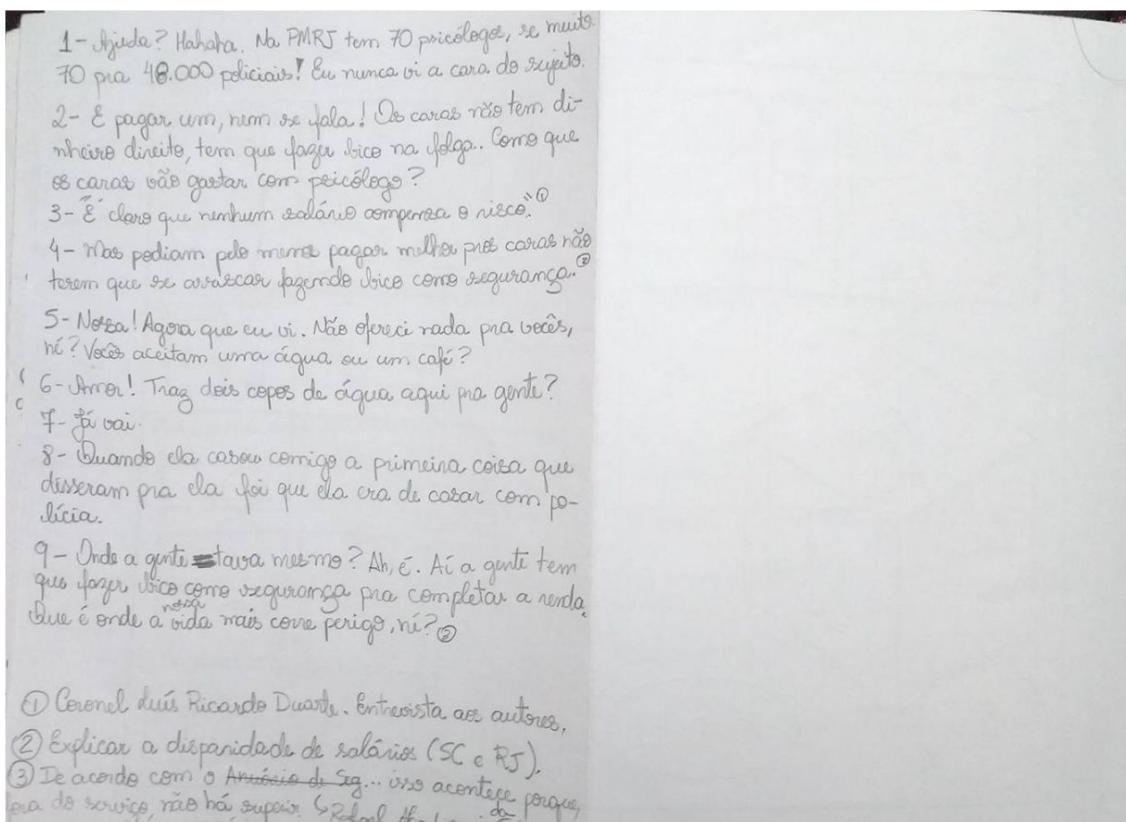 1- Ajuda? Hahaha. Na PMRJ tem 70 psicólogos, se muito.
70 pra 48.000 policiais! Eu nunca vi a cara do sujeito.
2- E pagar um, nem se fala! Os caras não tem di-
nheiro direito, tem que fazer bico na folga.. Como que
os caras vão gastar com psicólogo?
3- "É claro que nenhum salário compensa o risco." ①
4- Mas podiam pelo menos pagar melhor pros caras não
terem que se arriscar fazendo bico como segurança. ②
5- Nossa! Agora que eu vi. Não ofereci nada pra vocês,
né? Vocês aceitam uma água ou um café?
6- Amor! Traz dois copos de água aqui pra gente?
7- Já vai.
8- Quando ela casou comigo a primeira coisa que
disseram pra ela foi que ela era de casar com po-
lícia.
9- Onde a gente tava mesmo? Ah, é. Aí a gente tem
que fazer bico como segurança pra completar a renda.
Que é onde a nossa vida mais corre perigo, né? ②
① Coronel Luís Ricardo Duarte. Entrevista aos autores.
② Explicar a disparidade de salários (SC e RJ).
③ De acordo com o Anuário de Seg... isso acontece porque,
do serviço, não há